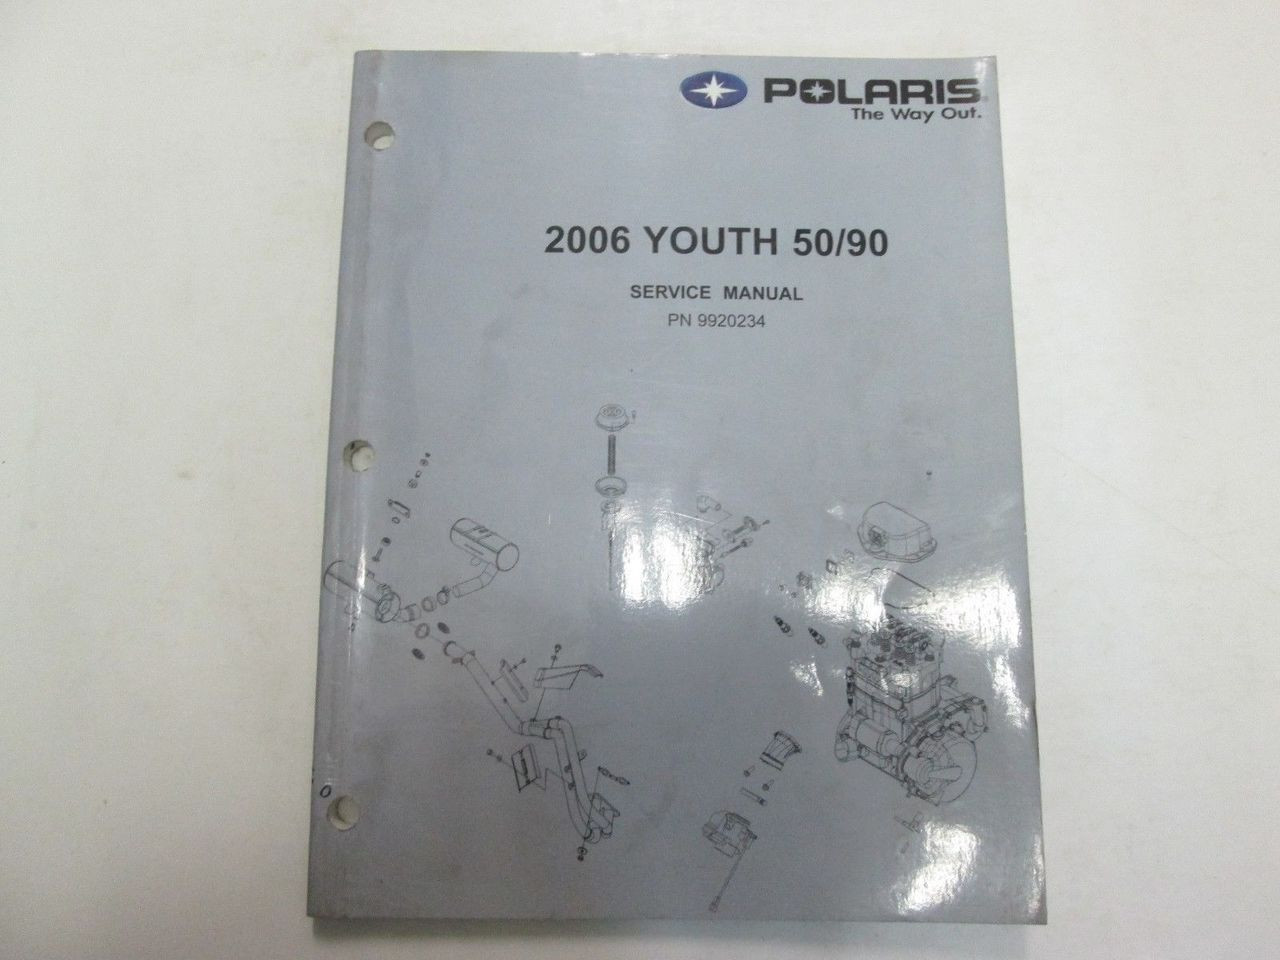 POLARIS
The Way Out.
2006 YOUTH 50/90
SERVICE MANUAL
PN 9920234